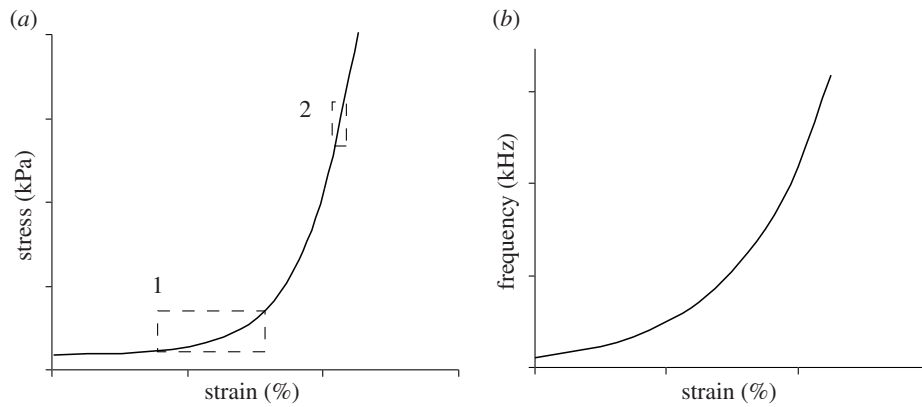 (a)
stress (kPa)
1
2
strain (%)
(b)
frequency (kHz)
strain (%)